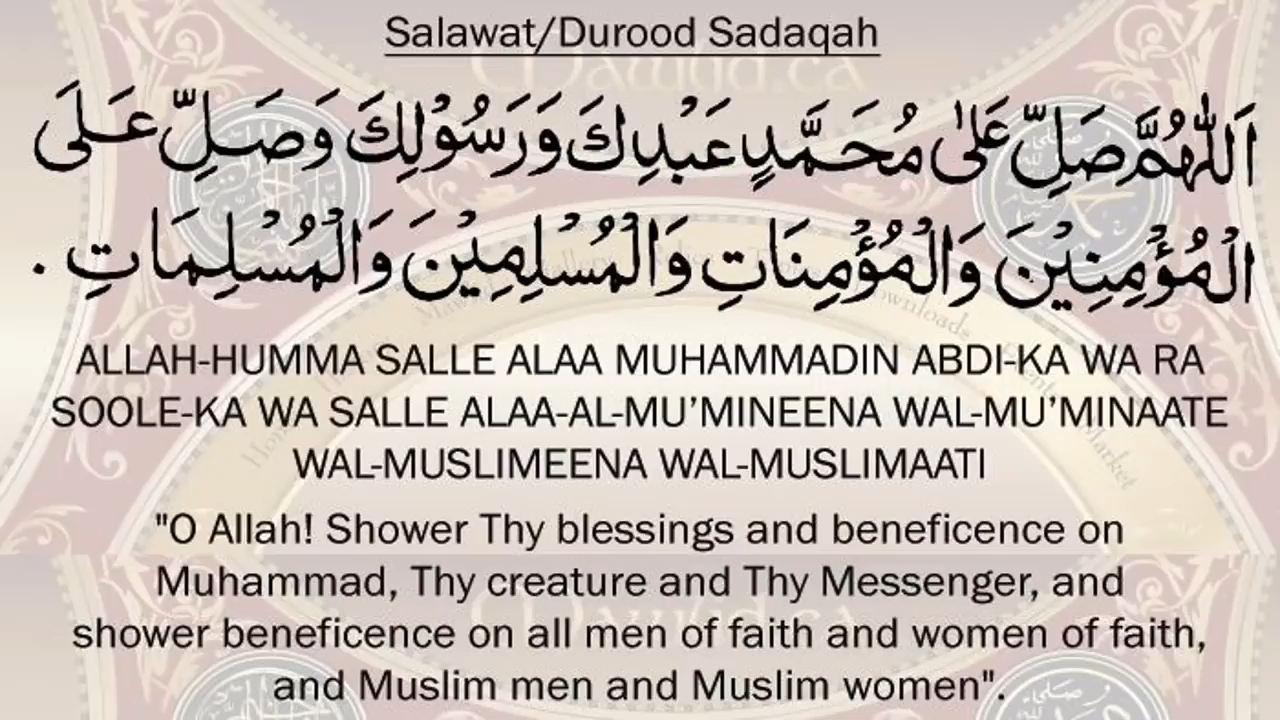 Salawat/Durood Sadaqah
اَللّٰهُمَّ صَلِّ عَلٰى مُحَمَّدٍ عَبْدِكَ وَرَسُوْلِكَ وَصَلِّ عَلَى
الْمُؤْمِنِيْنَ وَالْمُؤْمِنَاتِ وَالْمُسْلِمِيْنَ وَالْمُسْلِمَاتِ .
ALLAH-HUMMA SALLE ALAA MUHAMMADIN ABDI-KA WA RA
SOOLE-KA WA SALLE ALAA-AL-MU’MINEENA WAL-MU’MINAATE
WAL-MUSLIMEENA WAL-MUSLIMAATI
"O Allah! Shower Thy blessings and beneficence on
Muhammad, Thy creature and Thy Messenger, and
shower beneficence on all men of faith and women of faith,
and Muslim men and Muslim women".